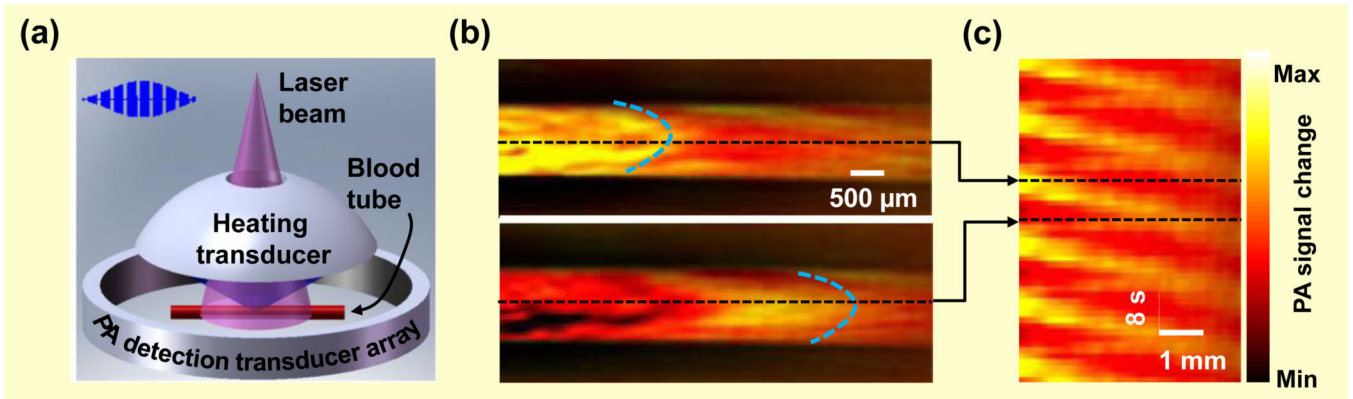 (a)
Laser
beam
Blood
tube
Heating
transducer
PA detection transducer array
(b)
500 µm
(c)
8 s
1 mm
Max
PA signal change
Min